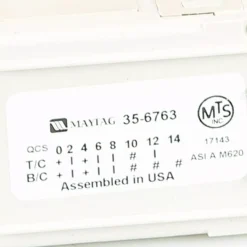 MAYTAG 35-6763
MTS
INC.
QCS 0 2 4 6 8 10 12 14
17143
T/C + I + I I # I
ASLA M620
B/C + I + I I # # #
Assembled in USA